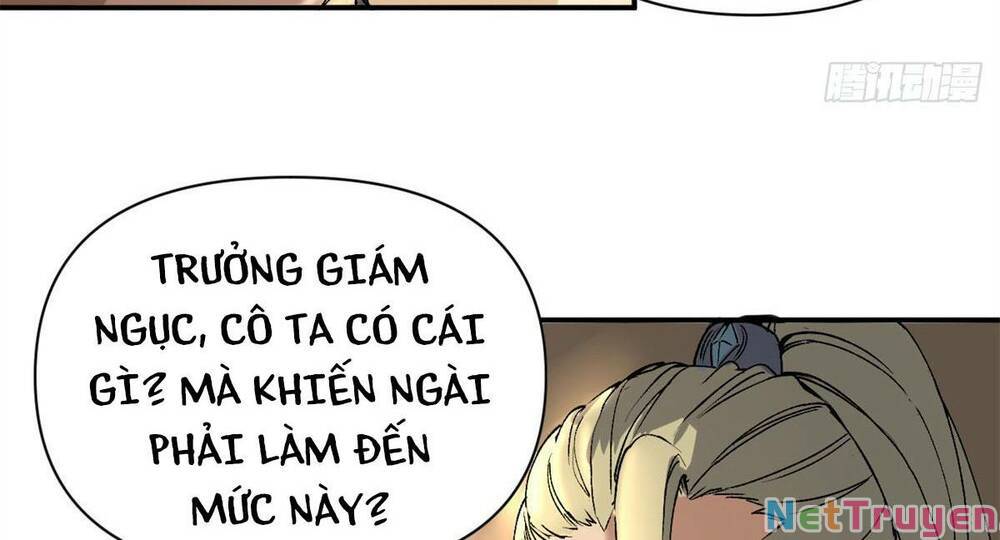 腾讯动漫
TRƯỞNG GIÁM
NGỤC, CÔ TA CÓ CÁI
GÌ? MÀ KHIẾN NGÀI
PHẢI LÀM ĐẾN
MỨC NÀY?
NetTruyen